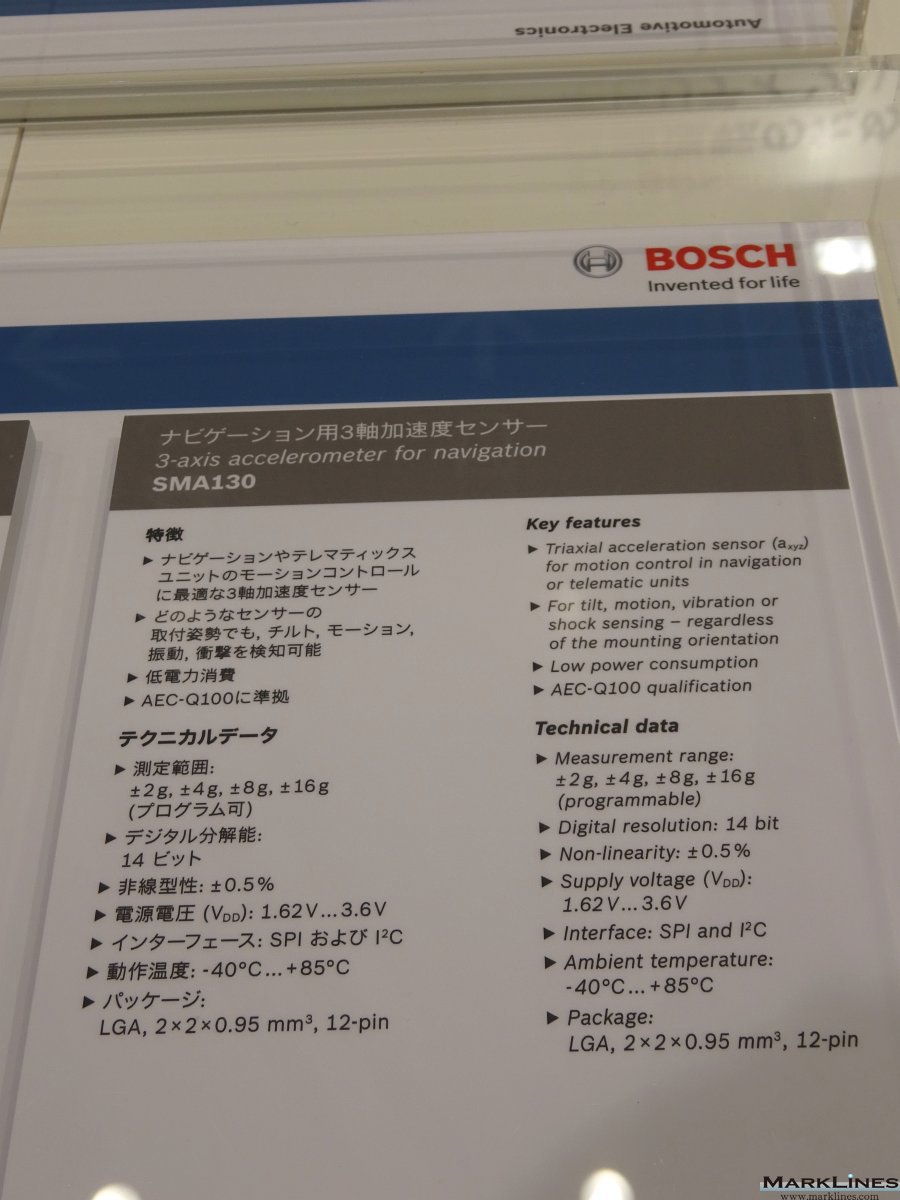 Automotive Electronics
BOSCH
Invented for life
ナビゲーション用3軸加速度センサー
3-axis accelerometer for navigation
SMA130
特徴
▶ ナビゲーションやテレマティックス
ユニットのモーションコントロール
に最適な3軸加速度センサー
▶ どのようなセンサーの
取付姿勢でも, チルト, モーション,
振動, 衝撃を検知可能
▶ 低電力消費
▶ AEC-Q100に準拠
テクニカルデータ
▶ 測定範囲:
±2g, ±4g, ±8g, ±16g
(プログラム可)
▶ デジタル分解能:
14 ビット
▶ 非線型性: ±0.5%
▶ 電源電圧 (VDD): 1.62V...3.6V
▶ インターフェース: SPI および I²C
▶ 動作温度: -40°C...+85°C
▶ パッケージ:
LGA, 2×2×0.95 mm³, 12-pin
Key features
▶ Triaxial acceleration sensor (axyz)
for motion control in navigation
or telematic units
▶ For tilt, motion, vibration or
shock sensing – regardless
of the mounting orientation
▶ Low power consumption
▶ AEC-Q100 qualification
Technical data
▶ Measurement range:
±2g, ±4g, ±8g, ±16g
(programmable)
▶ Digital resolution: 14 bit
▶ Non-linearity: ±0.5%
▶ Supply voltage (VDD):
1.62V...3.6V
▶ Interface: SPI and I²C
▶ Ambient temperature:
-40°C...+85°C
▶ Package:
LGA, 2×2×0.95 mm³, 12-pin
MARKLINES
www.marklines.com